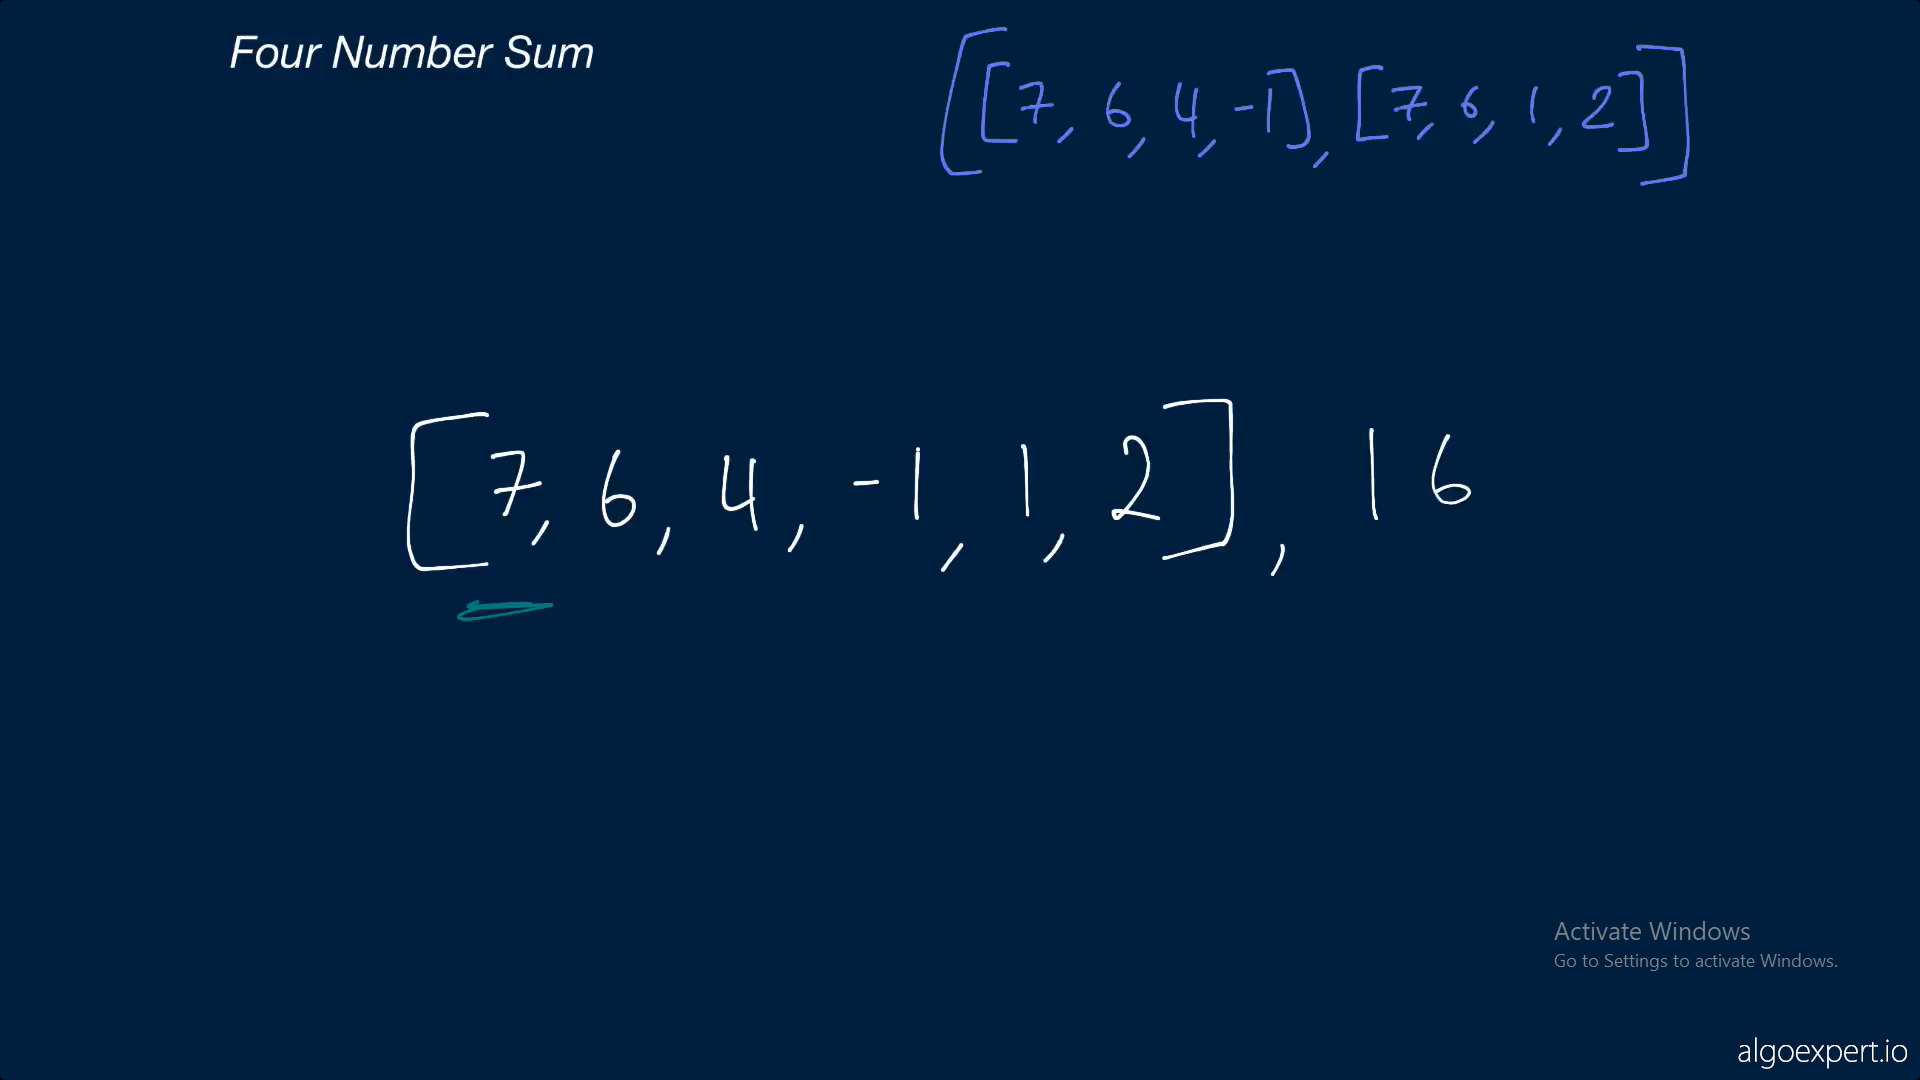 Four Number Sum
[[7, 6, 4, -1], [7, 6, 1, 2]]
[7, 6, 4, -1, 1, 2], 16
Activate Windows
Go to Settings to activate Windows.
algoexpert.io